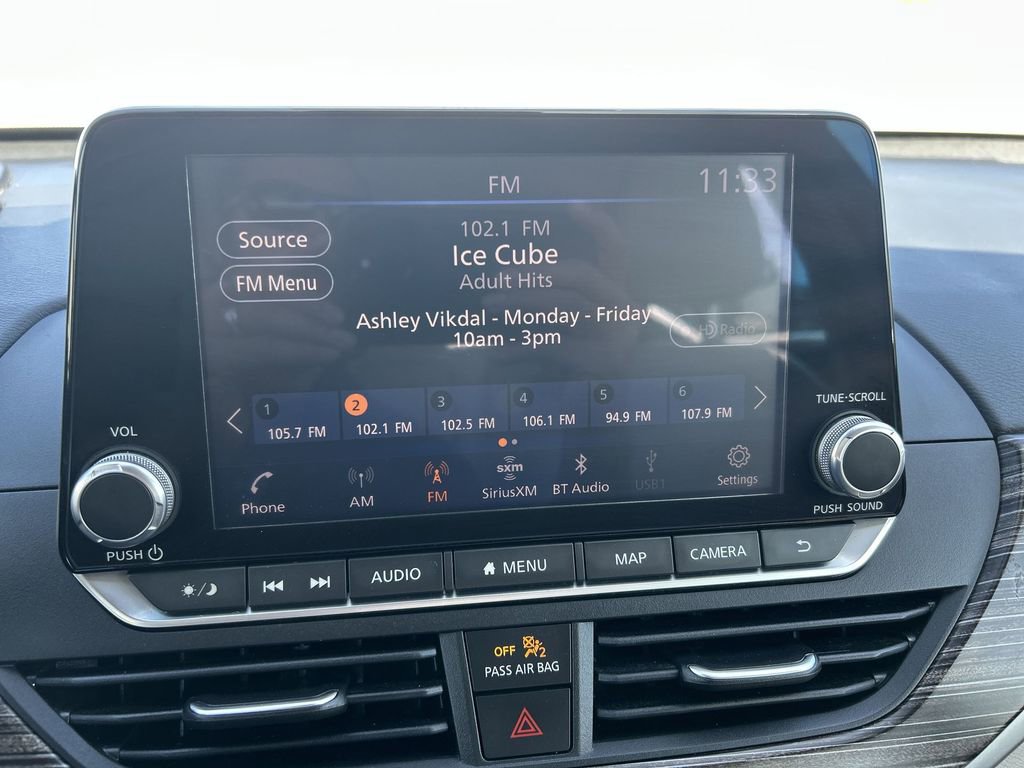 FM
11:33
Source
FM Menu
102.1 FM
Ice Cube
Adult Hits
Ashley Vikdal - Monday - Friday
10am - 3pm
HD Radio
1
105.7 FM
2
102.1 FM
3
102.5 FM
4
106.1 FM
5
94.9 FM
6
107.9 FM
Phone
AM
FM
sxm
SiriusXM
BT Audio
USB1
Settings
VOL
PUSH
TUNE·SCROLL
PUSH SOUND
AUDIO
MENU
MAP
CAMERA
OFF
2
PASS AIR BAG